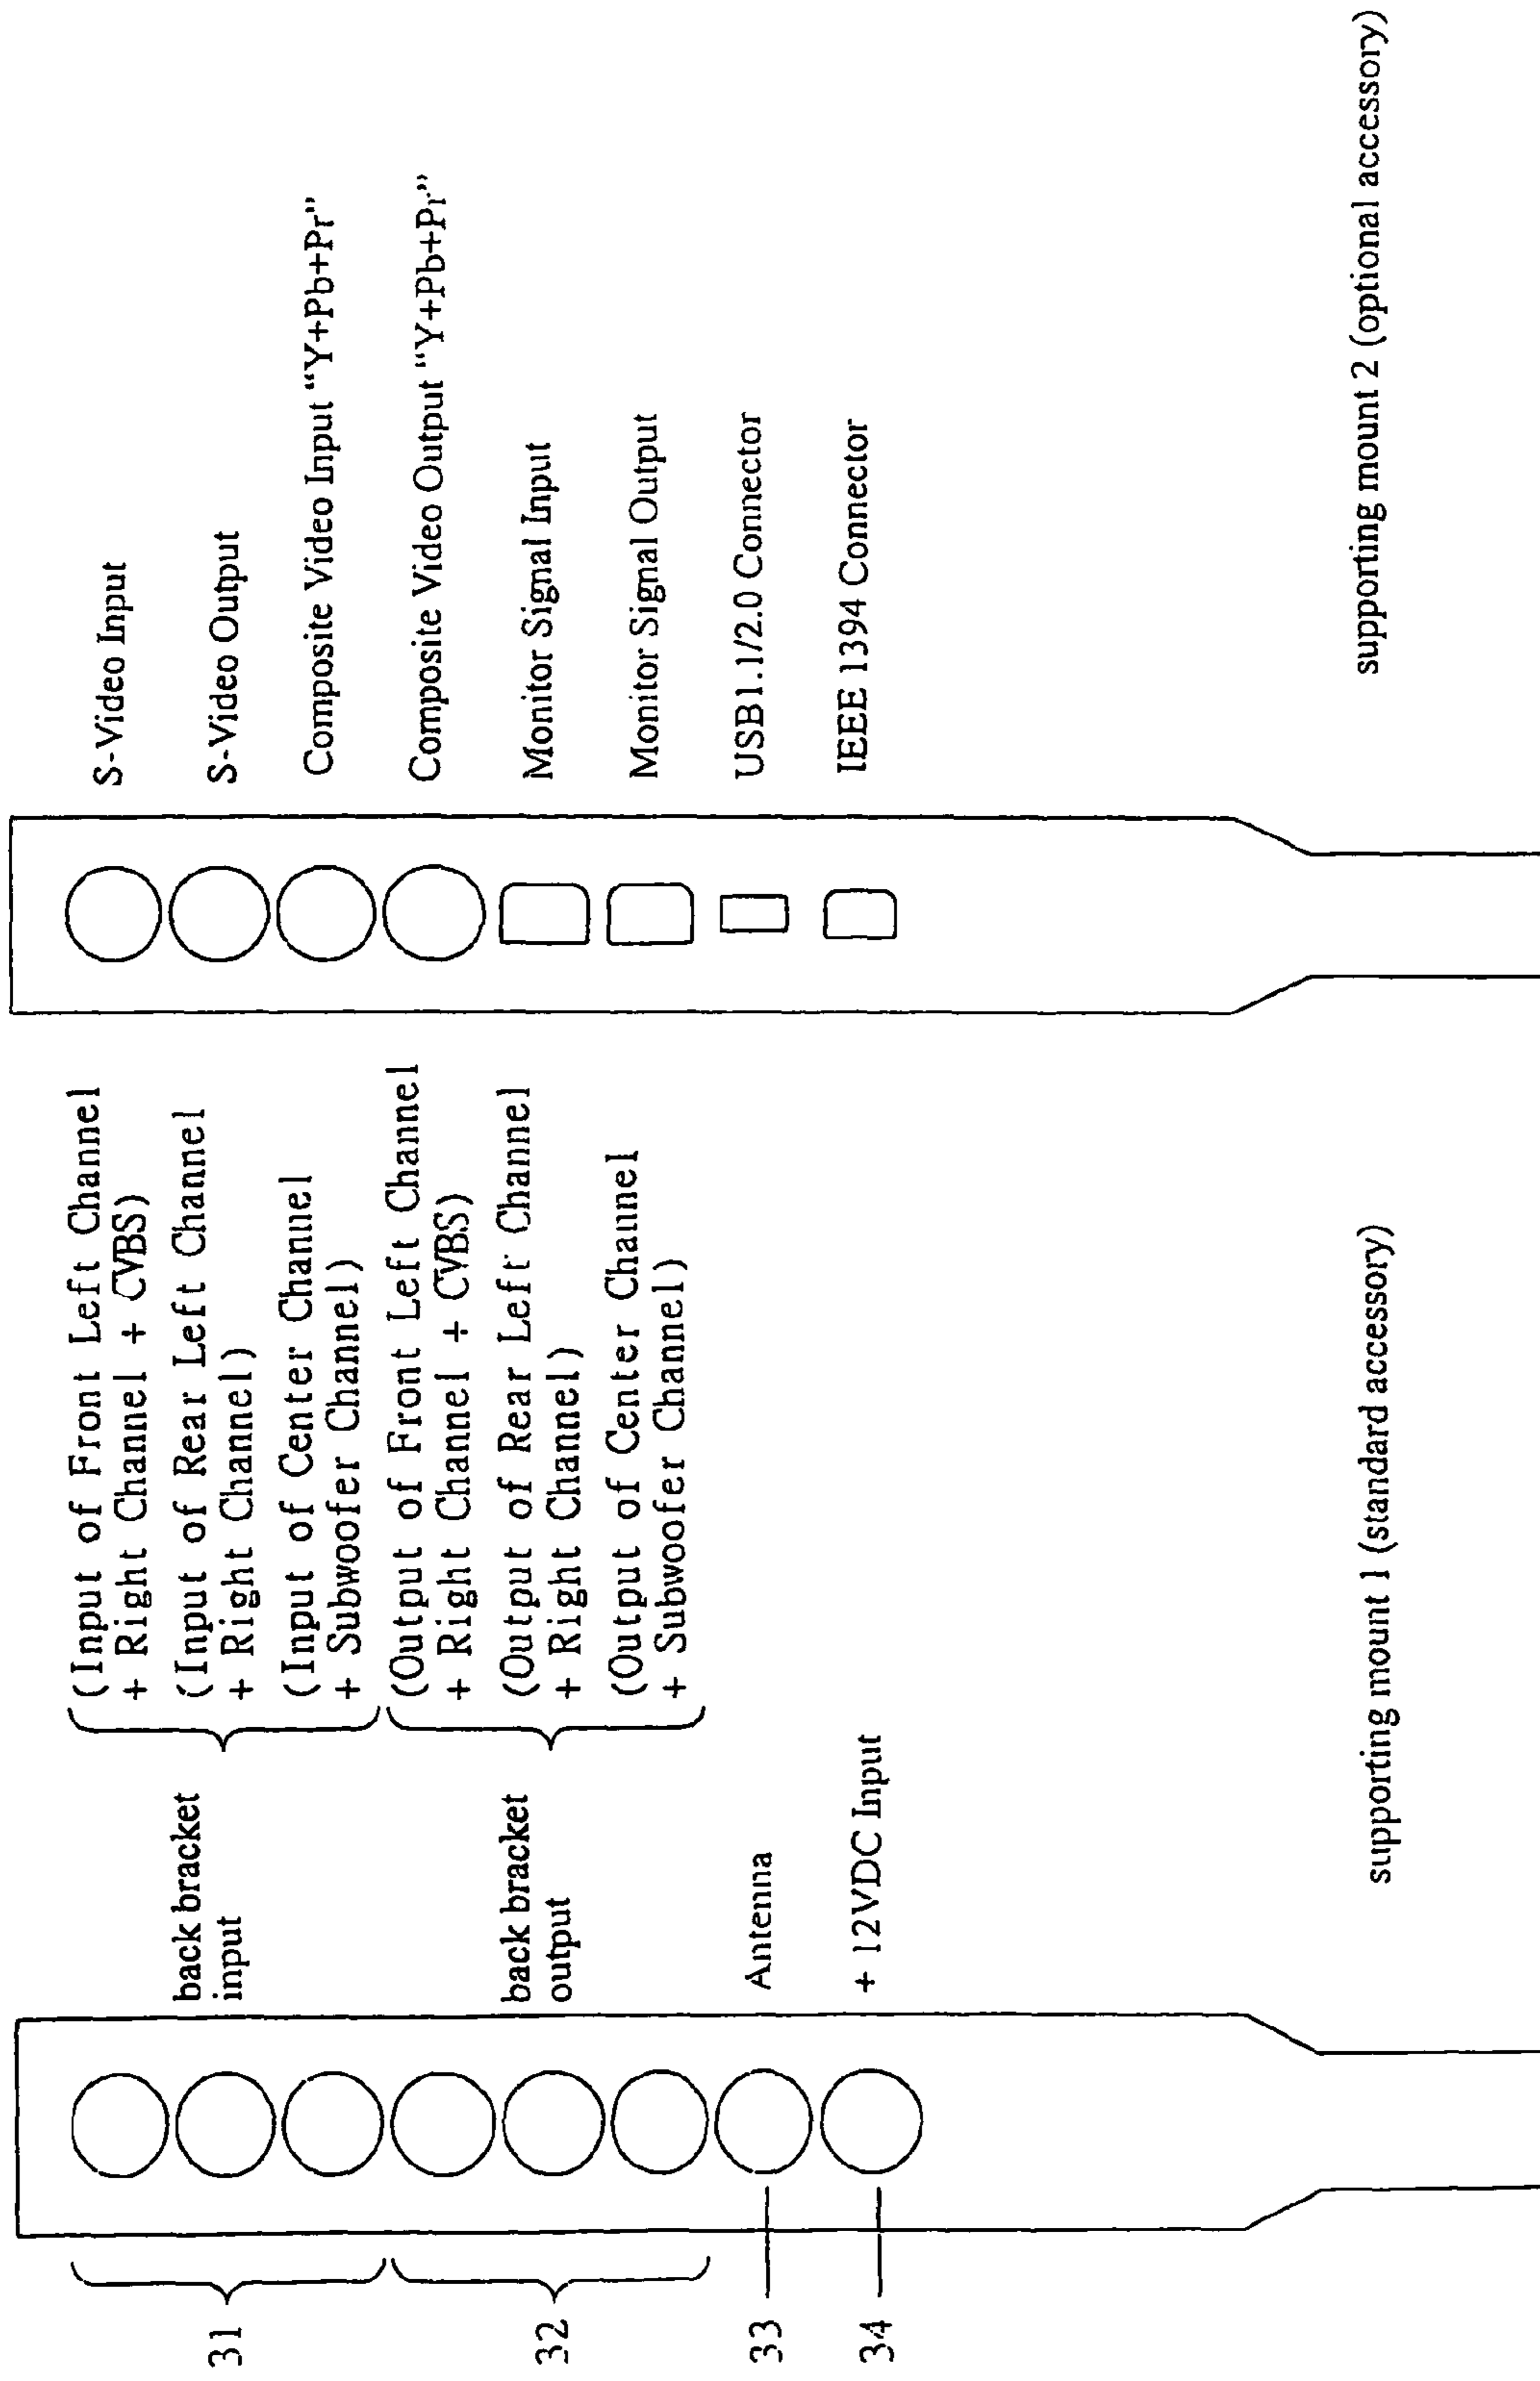 31
32
33
34
back bracket
input
(Input of Front Left Channel
+ Right Channel + CVBS)
(Input of Rear Left Channel
+ Right Channel)
(Input of Center Channel
+ Subwoofer Channel)
back bracket
output
(Output of Front Left Channel
+ Right Channel + CVBS)
(Output of Rear Left Channel
+ Right Channel)
(Output of Center Channel
+ Subwoofer Channel)
Antenna
+ 12VDC Input
supporting mount 1 (standard accessory)
S-Video Input
S-Video Output
Composite Video Input “Y+Pb+Pr”
Composite Video Output “Y+Pb+Pr”
Monitor Signal Input
Monitor Signal Output
USB1.1/2.0 Connector
IEEE 1394 Connector
supporting mount 2 (optional accessory)